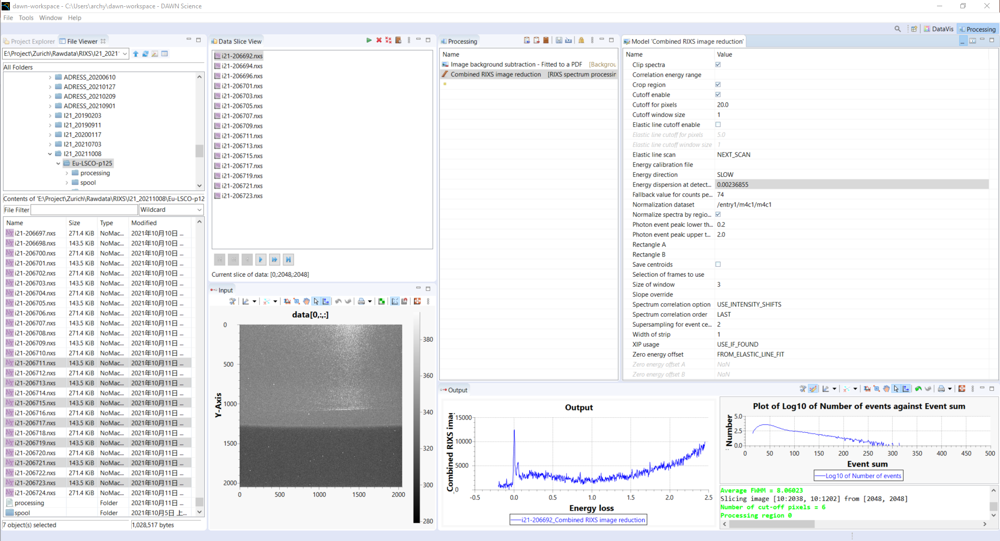 dawn-workspace - C:\Users\archy\dawn-workspace - DAWN Science
File Tools Window Help
DataVis Processing
Project Explorer File Viewer
E:\Project\Zurich\Rawdata\RIXS\I21_2021
All Folders
ADRESS_20200610
ADRESS_20210127
ADRESS_20210209
ADRESS_20210901
I21_20190203
I21_20190911
I21_20200117
I21_20210703
I21_20211008
Eu-LSCO-p125
processing
spool
Contents of 'E:\Project\Zurich\Rawdata\RIXS\I21_20211008\Eu-LSCO-p12
File Filter Wildcard
Name Size Type Modified
i21-206697.nxs 271.4 KiB NoMac... 2021年10月10日 ...
i21-206698.nxs 143.5 KiB NoMac... 2021年10月10日 ...
i21-206700.nxs 271.4 KiB NoMac... 2021年10月10日 ...
i21-206701.nxs 143.5 KiB NoMac... 2021年10月10日 ...
i21-206702.nxs 271.4 KiB NoMac... 2021年10月10日 ...
i21-206703.nxs 143.5 KiB NoMac... 2021年10月10日 ...
i21-206704.nxs 271.4 KiB NoMac... 2021年10月10日 ...
i21-206705.nxs 143.5 KiB NoMac... 2021年10月10日 ...
i21-206706.nxs 271.4 KiB NoMac... 2021年10月10日 ...
i21-206707.nxs 143.5 KiB NoMac... 2021年10月11日 ...
i21-206708.nxs 271.4 KiB NoMac... 2021年10月11日 ...
i21-206709.nxs 143.5 KiB NoMac... 2021年10月11日 ...
i21-206710.nxs 271.4 KiB NoMac... 2021年10月11日 ...
i21-206711.nxs 143.5 KiB NoMac... 2021年10月11日 ...
i21-206712.nxs 271.4 KiB NoMac... 2021年10月11日 ...
i21-206713.nxs 143.5 KiB NoMac... 2021年10月11日 ...
i21-206714.nxs 271.4 KiB NoMac... 2021年10月11日 ...
i21-206715.nxs 143.5 KiB NoMac... 2021年10月11日 ...
i21-206716.nxs 271.4 KiB NoMac... 2021年10月11日 ...
i21-206717.nxs 143.5 KiB NoMac... 2021年10月11日 ...
i21-206718.nxs 271.4 KiB NoMac... 2021年10月11日 ...
i21-206719.nxs 143.5 KiB NoMac... 2021年10月11日 ...
i21-206720.nxs 271.4 KiB NoMac... 2021年10月11日 ...
i21-206721.nxs 143.5 KiB NoMac... 2021年10月11日 ...
i21-206722.nxs 271.4 KiB NoMac... 2021年10月11日 ...
i21-206723.nxs 143.5 KiB NoMac... 2021年10月11日 ...
i21-206724.nxs 271.4 KiB NoMac... 2021年10月11日 ...
processing Folder 2021年10月11日 ...
spool Folder 2021年10月5日 上...
7 object(s) selected 1,028,517 bytes
Data Slice View
i21-206692.nxs
i21-206694.nxs
i21-206696.nxs
i21-206701.nxs
i21-206703.nxs
i21-206705.nxs
i21-206707.nxs
i21-206709.nxs
i21-206711.nxs
i21-206713.nxs
i21-206715.nxs
i21-206717.nxs
i21-206719.nxs
i21-206721.nxs
i21-206723.nxs
Current slice of data: [0,:2048,:2048]
Input
data[0,:,:]
Y-Axis
0
500
1000
1500
2000
0 500 1000 1500 2000
380
360
340
320
300
280
Processing
Name
Image background subtraction - Fitted to a PDF [Backgrou
Combined RIXS image reduction [RIXS spectrum processin
Model 'Combined RIXS image reduction'
Name Value
Clip spectra
Correlation energy range
Crop region
Cutoff enable
Cutoff for pixels 20.0
Cutoff window size 1
Elastic line cutoff enable
Elastic line cutoff for pixels 5.0
Elastic line cutoff window size 1
Elastic line scan NEXT_SCAN
Energy calibration file
Energy direction SLOW
Energy dispersion at detect... 0.00236855
Fallback value for counts pe... 74
Normalization dataset /entry1/m4c1/m4c1
Normalize spectra by regio...
Photon event peak: lower th... 0.2
Photon event peak: upper t... 2.0
Rectangle A
Rectangle B
Save centroids
Selection of frames to use
Size of window 3
Slope override
Spectrum correlation option USE_INTENSITY_SHIFTS
Spectrum correlation order LAST
Supersampling for event ce... 2
Width of strip 1
XIP usage USE_IF_FOUND
Zero energy offset FROM_ELASTIC_LINE_FIT
Zero energy offset A NaN
Zero energy offset B NaN
Output
Output
Combined RIXS imag
15000
10000
5000
0
-0.5 0.0 0.5 1.0 1.5 2.0 2.5
Energy loss
i21-206692_Combined RIXS image reduction
Plot of Log10 of Number of events against Event sum
Number
5.0
2.5
0.0
0 50 100 150 200 250 300 350 400 450 500
Event sum
Log10 of Number of events
Average FWHM = 8.06023
Slicing image [10:2038, 10:1202] from [2048, 2048]
Number of cut-off pixels = 6
Processing region 0